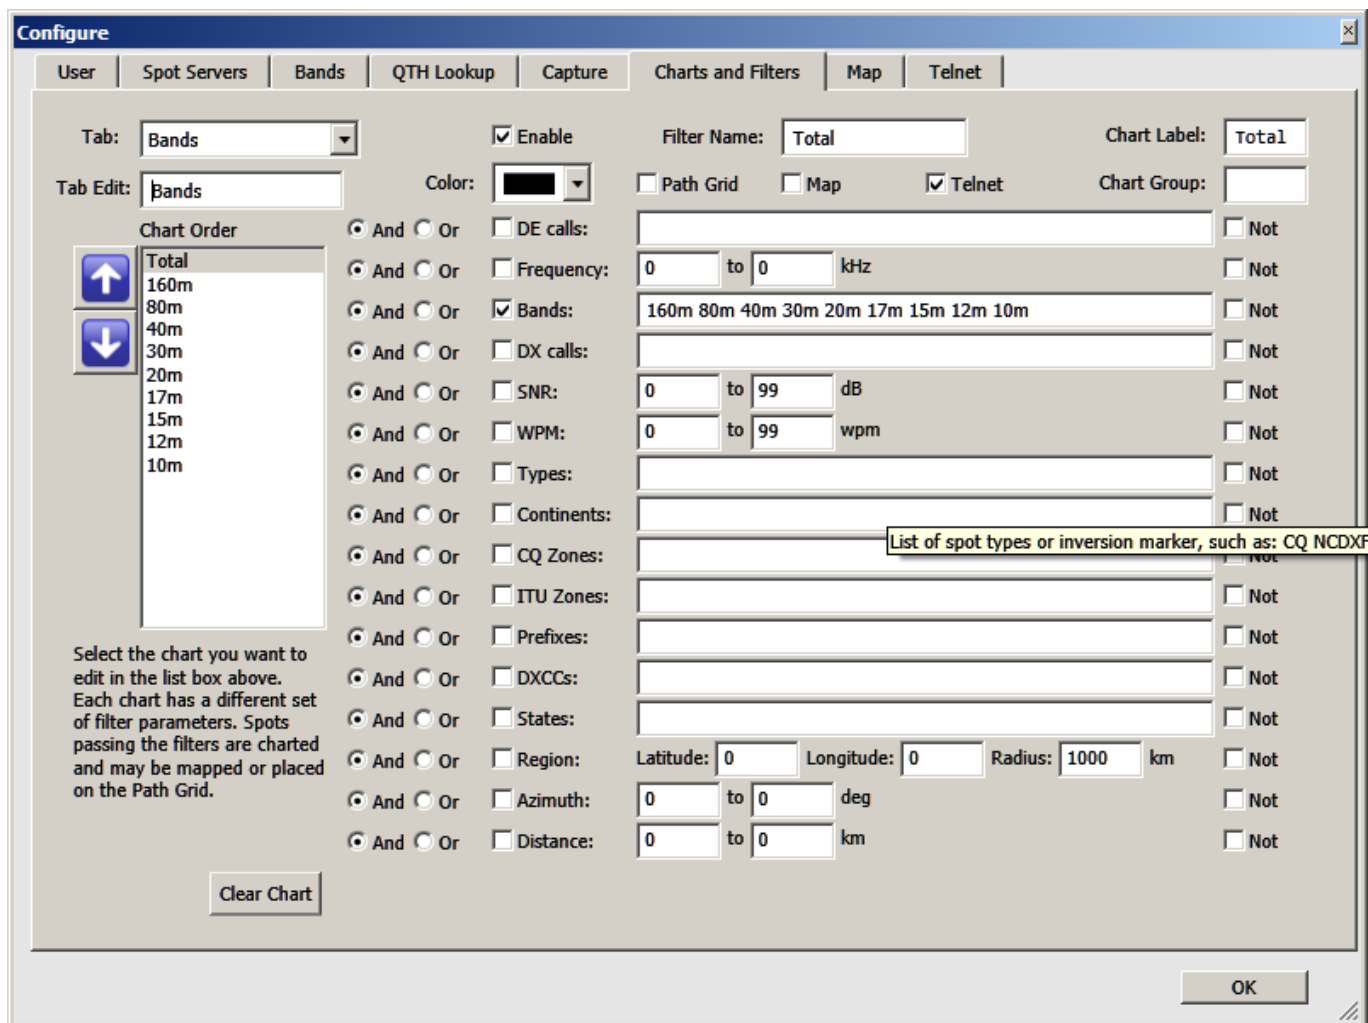 Configure
User Spot Servers Bands QTH Lookup Capture Charts and Filters Map Telnet
Tab: Bands Enable Filter Name: Total Chart Label: Total
Tab Edit: Bands Color: Path Grid Map Telnet Chart Group:
Chart Order
Total
160m
80m
40m
30m
20m
17m
15m
12m
10m
And Or DE calls: Not
And Or Frequency: 0 to 0 kHz Not
And Or Bands: 160m 80m 40m 30m 20m 17m 15m 12m 10m Not
And Or DX calls: Not
And Or SNR: 0 to 99 dB Not
And Or WPM: 0 to 99 wpm Not
And Or Types: Not
And Or Continents: Not
List of spot types or inversion marker, such as: CQ NCDXF
And Or CQ Zones: Not
And Or ITU Zones: Not
And Or Prefixes: Not
And Or DXCCs: Not
And Or States: Not
And Or Region: Latitude: 0 Longitude: 0 Radius: 1000 km Not
And Or Azimuth: 0 to 0 deg Not
And Or Distance: 0 to 0 km Not
Select the chart you want to
edit in the list box above.
Each chart has a different set
of filter parameters. Spots
passing the filters are charted
and may be mapped or placed
on the Path Grid.
Clear Chart
OK